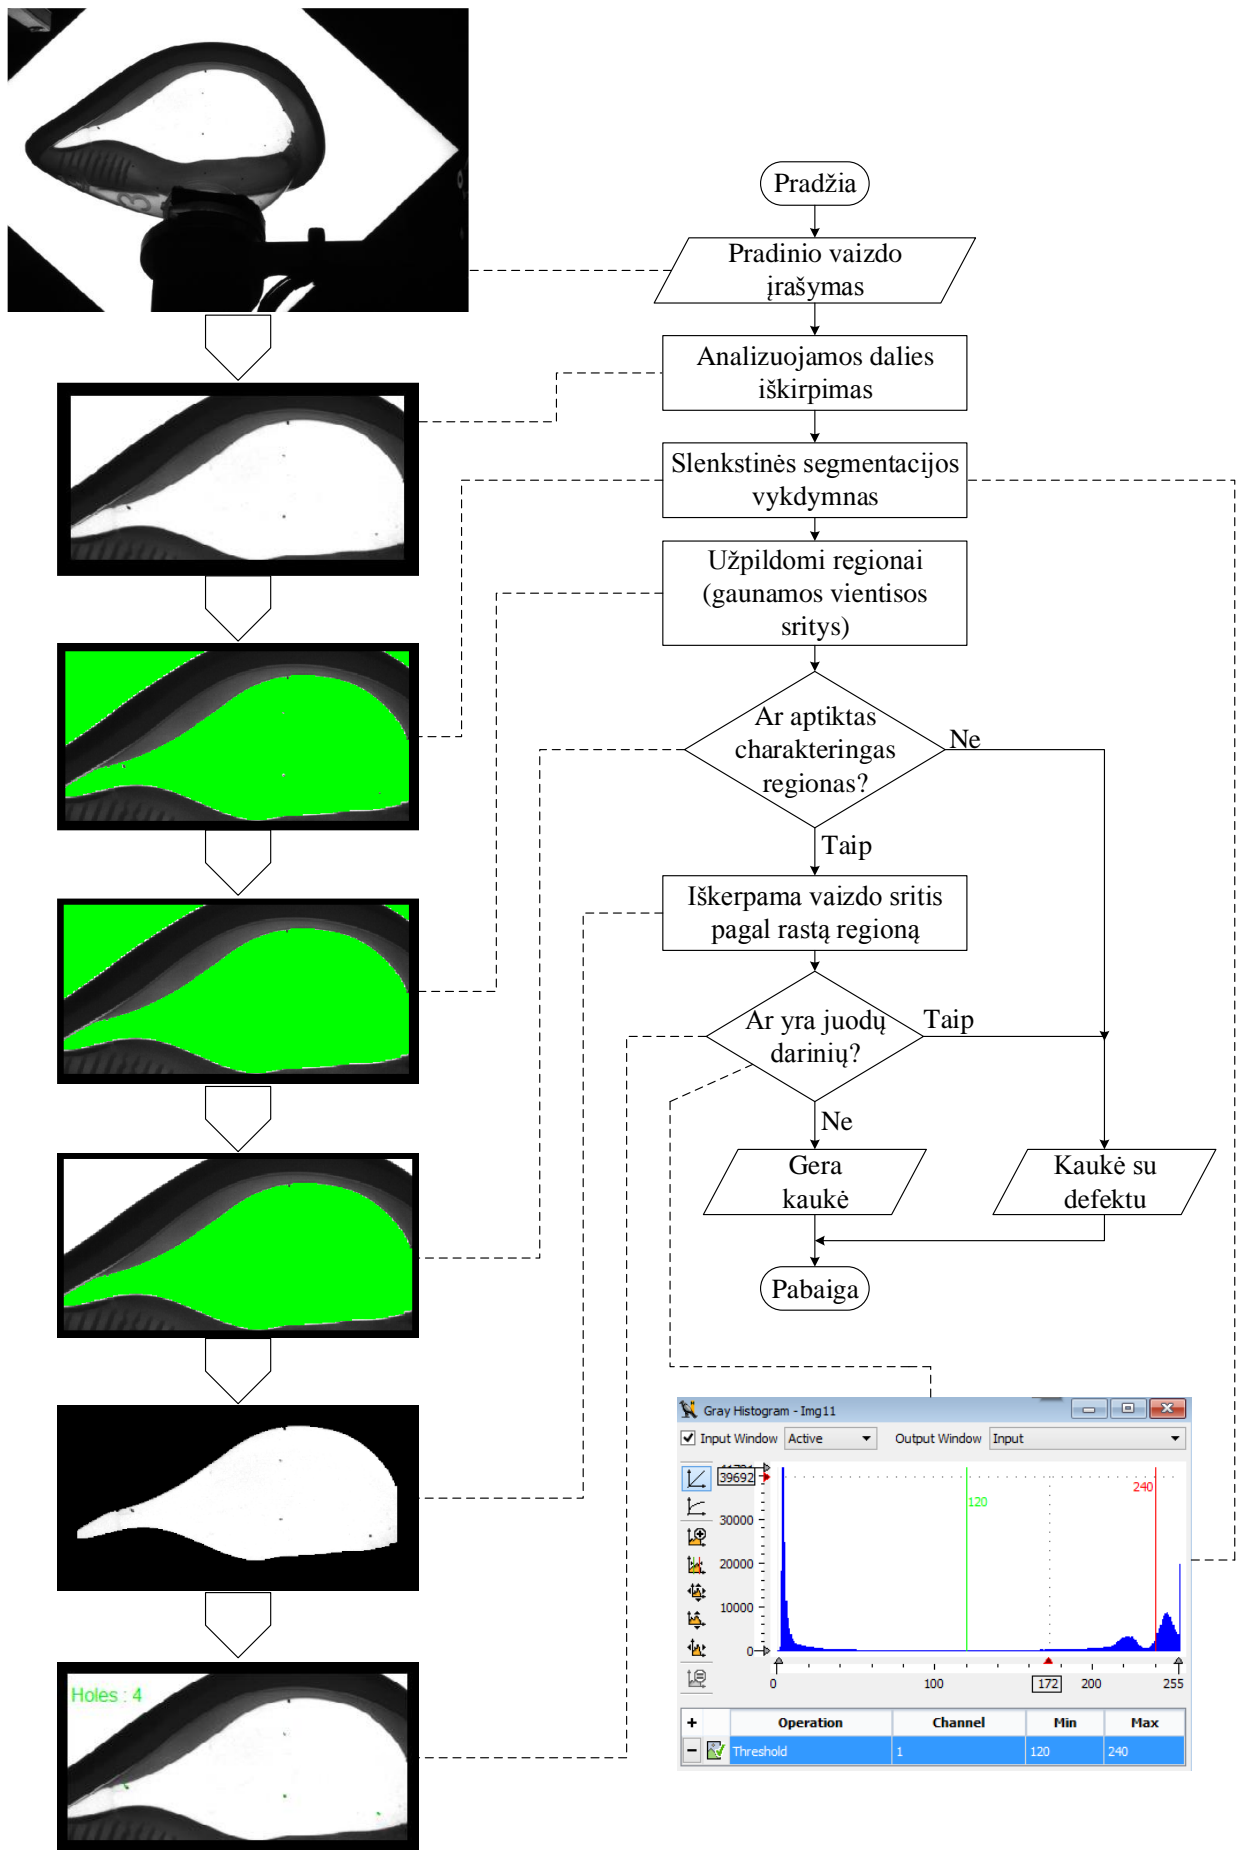 Pradžia
Pradinio vaizdo
įrašymas
Analizuojamos dalies
iškirpimas
Slenkstinės segmentacijos
vykdymnas
Užpildomi regionai
(gaunamos vientisos
sritys)
Ar aptiktas
charakteringas
regionas?
Ne
Taip
Iškerpama vaizdo sritis
pagal rastą regioną
Ar yra juodų
darinių?
Taip
Ne
Gera
kaukė
Kaukė su
defektu
Pabaiga
Holes : 4
Gray Histogram - Img11
Input Window Active Output Window Input
39692
30000
20000
10000
0
120
240
0 100 172 200 255
+ Operation Channel Min Max
− Threshold 1 120 240